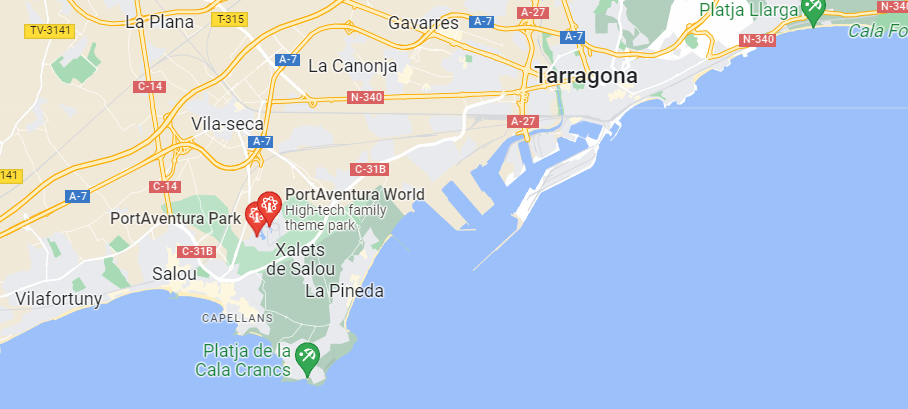 La Plana
T-315
Gavarres
A-7
A-27
Platja Llarga
N-340
TV-3141
A-7
N-340
Cala Fo
A-7
La Canonja
Tarragona
C-14
N-340
Vila-seca
A-27
A-7
C-31B
141
C-14
A-7
PortAventura World
High-tech family
theme park
PortAventura Park
C-31B
Xalets
de Salou
Salou
La Pineda
Vilafortuny
CAPELLANS
Platja de la
Cala Crancs